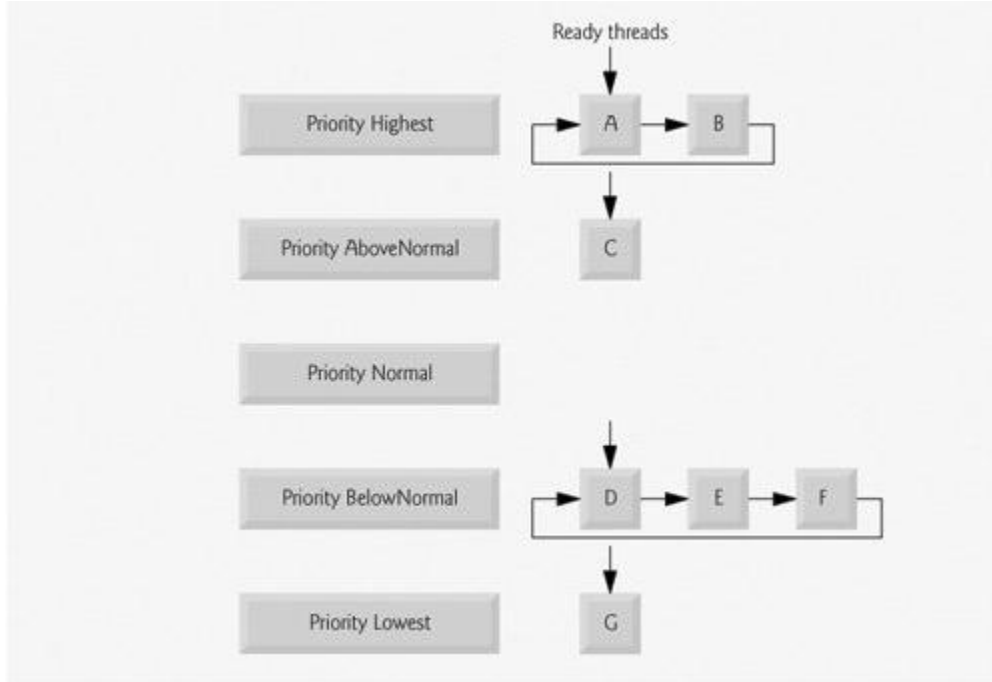 Ready threads
Priority Highest
A
B
Priority AboveNormal
C
Priority Normal
Priority BelowNormal
D
E
F
Priority Lowest
G